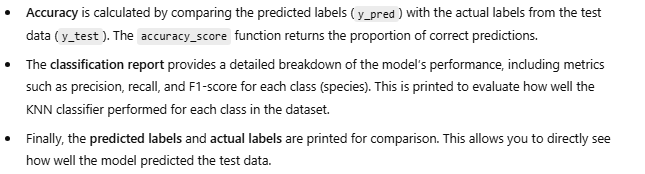 • Accuracy is calculated by comparing the predicted labels ( y_pred ) with the actual labels from the test
data ( y_test ). The accuracy_score function returns the proportion of correct predictions.
• The classification report provides a detailed breakdown of the model's performance, including metrics
such as precision, recall, and F1-score for each class (species). This is printed to evaluate how well the
KNN classifier performed for each class in the dataset.
• Finally, the predicted labels and actual labels are printed for comparison. This allows you to directly see
how well the model predicted the test data.